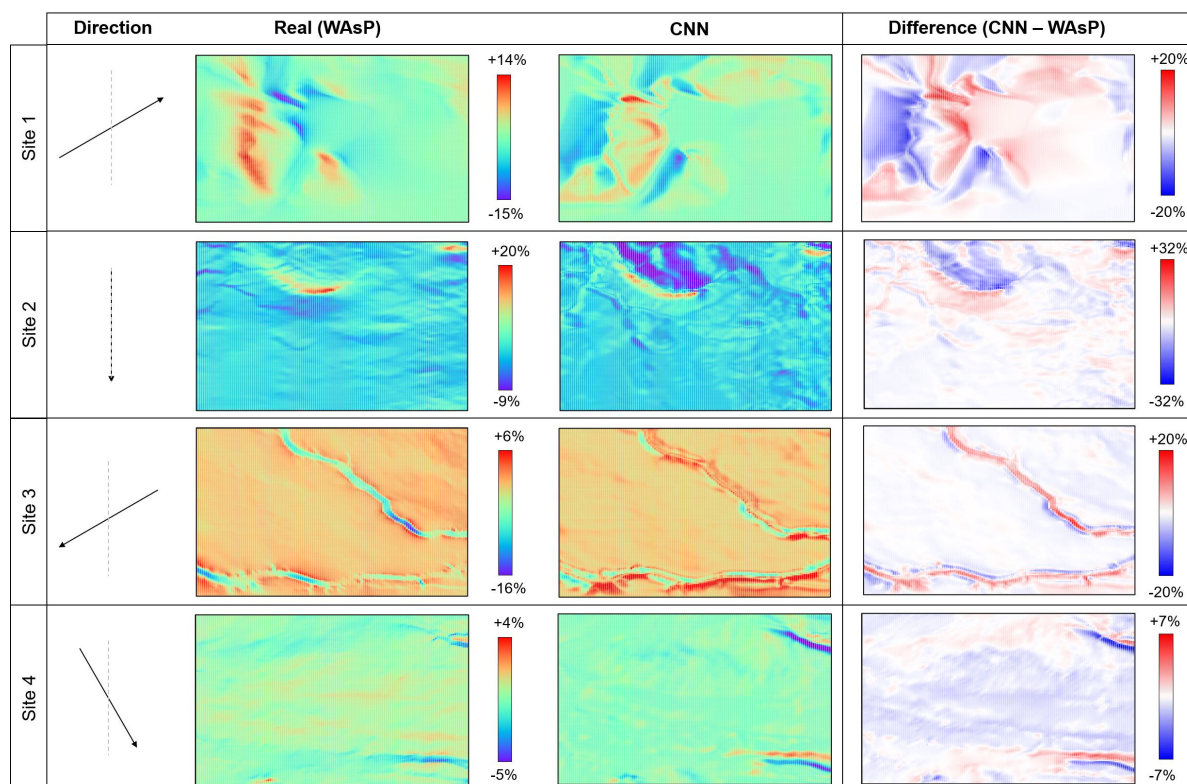 Direction
Real (WAsP)
CNN
Difference (CNN – WAsP)
Site 1
+14%
-15%
+20%
-20%
Site 2
+20%
-9%
+32%
-32%
Site 3
+6%
-16%
+20%
-20%
Site 4
+4%
-5%
+7%
-7%